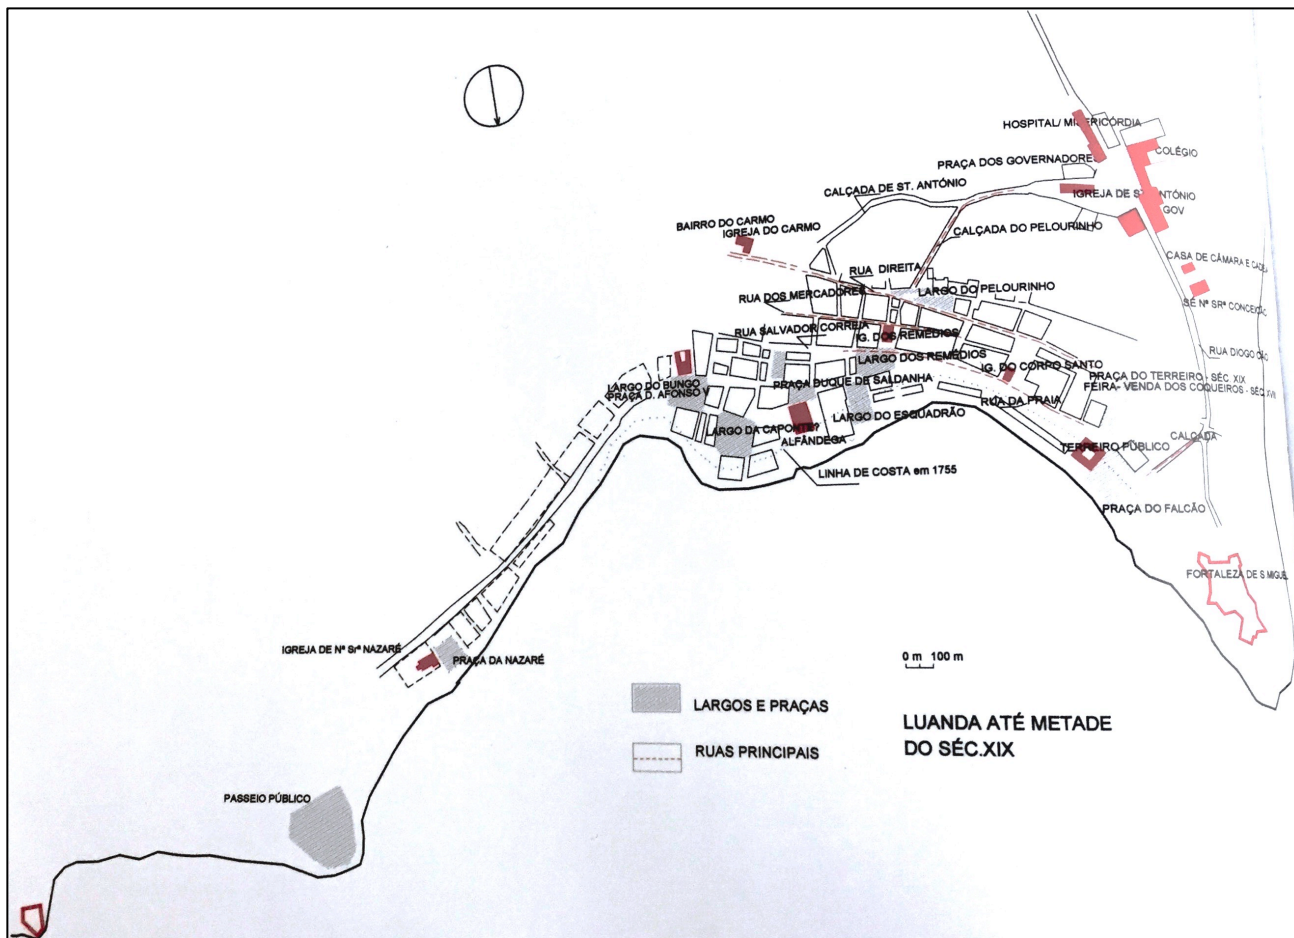 HOSPITAL/ MISERICÓRDIA
COLÉGIO
PRAÇA DOS GOVERNADORES
CALÇADA DE ST. ANTÓNIO
IGREJA DE ST ANTÓNIO
GOV
BAIRRO DO CARMO
IGREJA DO CARMO
CALÇADA DO PELOURINHO
CASA DE CÂMARA E CADEA
RUA DIREITA
LARGO DO PELOURINHO
RUA DOS MERCADORES
SÉ Nª SRª CONCEIÇÃO
RUA SALVADOR CORREIA
IG. DOS REMÉDIOS
RUA DIOGO CÃO
LARGO DOS REMÉDIOS
IG. DO CORPO SANTO
PRAÇA DO TERREIRO - SÉC. XIX
FEIRA- VENDA DOS COQUEIROS - SÉC. XVII
LARGO DO BUNGO
PRAÇA D. AFONSO V
PRAÇA DUQUE DE SALDANHA
RUA DA PRAIA
LARGO DO ESQUADRÃO
LARGO DA CAPONTE?
ALFÂNDEGA
CALÇADA
TERREIRO PÚBLICO
LINHA DE COSTA em 1755
PRAÇA DO FALCÃO
FORTALEZA DE S MIGUEL
IGREJA DE Nª Srª NAZARÉ
PRAÇA DA NAZARÉ
0 m 100 m
LARGOS E PRAÇAS
RUAS PRINCIPAIS
LUANDA ATÉ METADE
DO SÉC.XIX
PASSEIO PÚBLICO